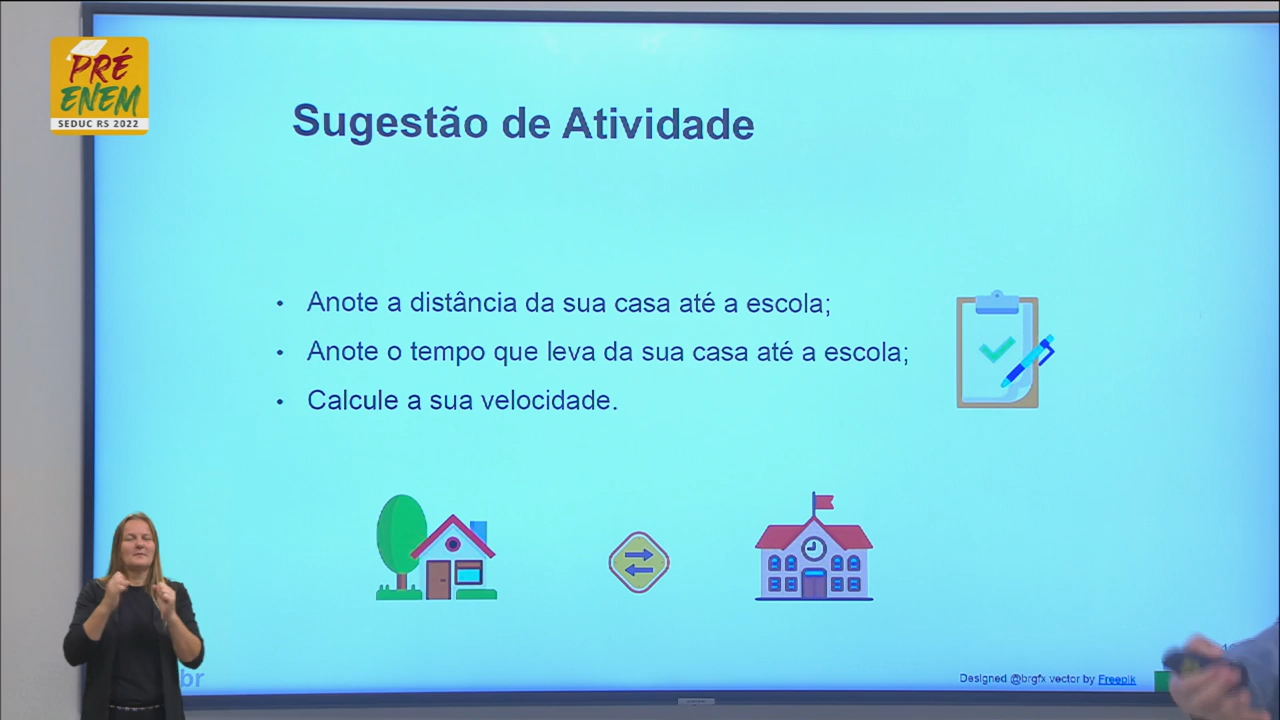 PRÉ
ENEM
SEDUC RS 2022
Sugestão de Atividade
• Anote a distância da sua casa até a escola;
• Anote o tempo que leva da sua casa até a escola;
• Calcule a sua velocidade.
br
Designed @brgfx vector by Freepik